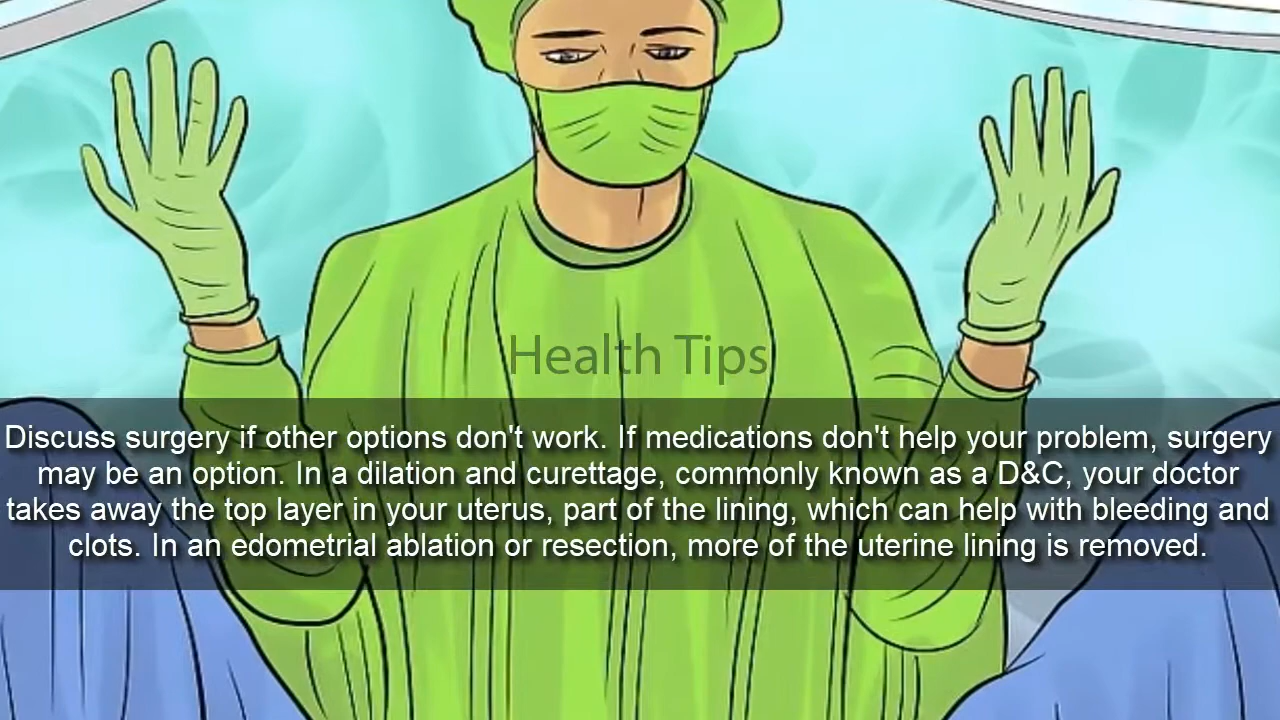 Health Tips
Discuss surgery if other options don't work. If medications don't help your problem, surgery
may be an option. In a dilation and curettage, commonly known as a D&C, your doctor
takes away the top layer in your uterus, part of the lining, which can help with bleeding and
clots. In an edometrial ablation or resection, more of the uterine lining is removed.